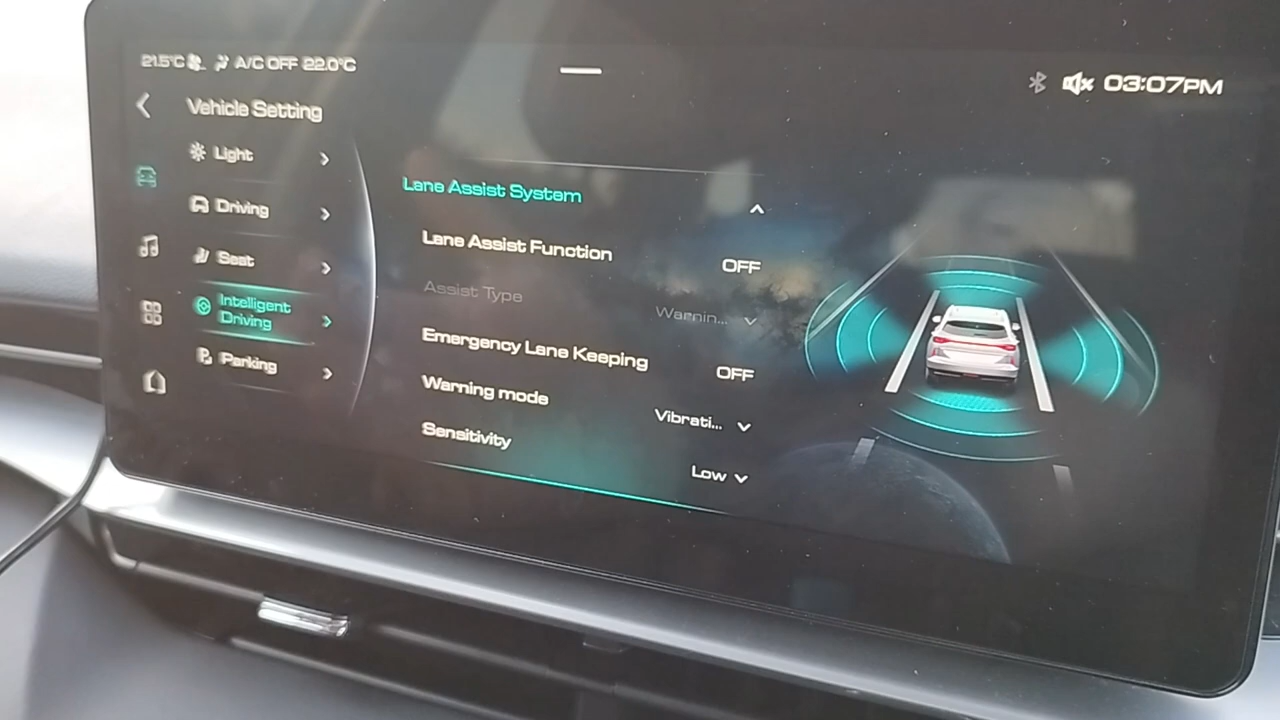 21.5°C A/C OFF 22.0°C
03:07PM
Vehicle Setting
Light
Driving
Seat
Intelligent
Driving
Parking
Lane Assist System
Lane Assist Function OFF
Assist Type Warnin...
Emergency Lane Keeping OFF
Warning mode Vibrati...
Sensitivity Low